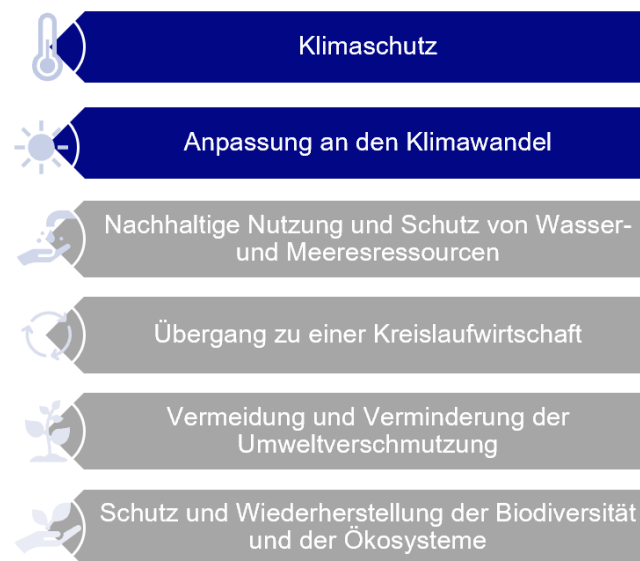 Klimaschutz
Anpassung an den Klimawandel
Nachhaltige Nutzung und Schutz von Wasser-
und Meeresressourcen
Übergang zu einer Kreislaufwirtschaft
Vermeidung und Verminderung der
Umweltverschmutzung
Schutz und Wiederherstellung der Biodiversität
und der Ökosysteme